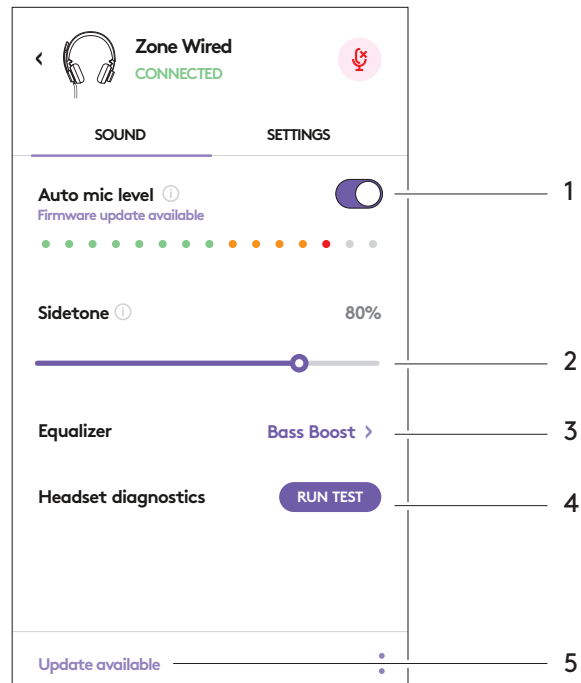 Zone Wired
CONNECTED
SOUND SETTINGS
Auto mic level
1
Firmware update available
Sidetone 80%
2
Equalizer Bass Boost > 3
Headset diagnostics RUN TEST 4
Update available 5